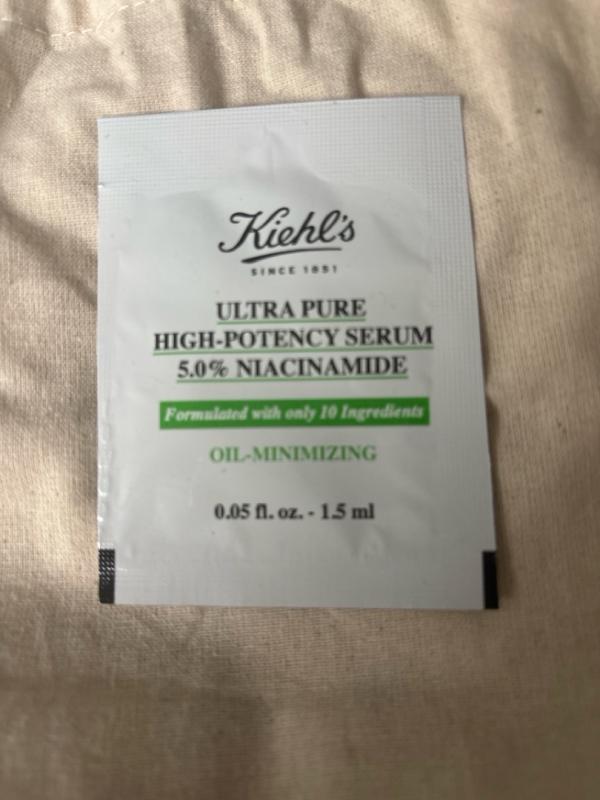 Kiehl's
SINCE 1851
ULTRA PURE
HIGH-POTENCY SERUM
5.0% NIACINAMIDE
Formulated with only 10 Ingredients
OIL-MINIMIZING
0.05 fl. oz. - 1.5 ml